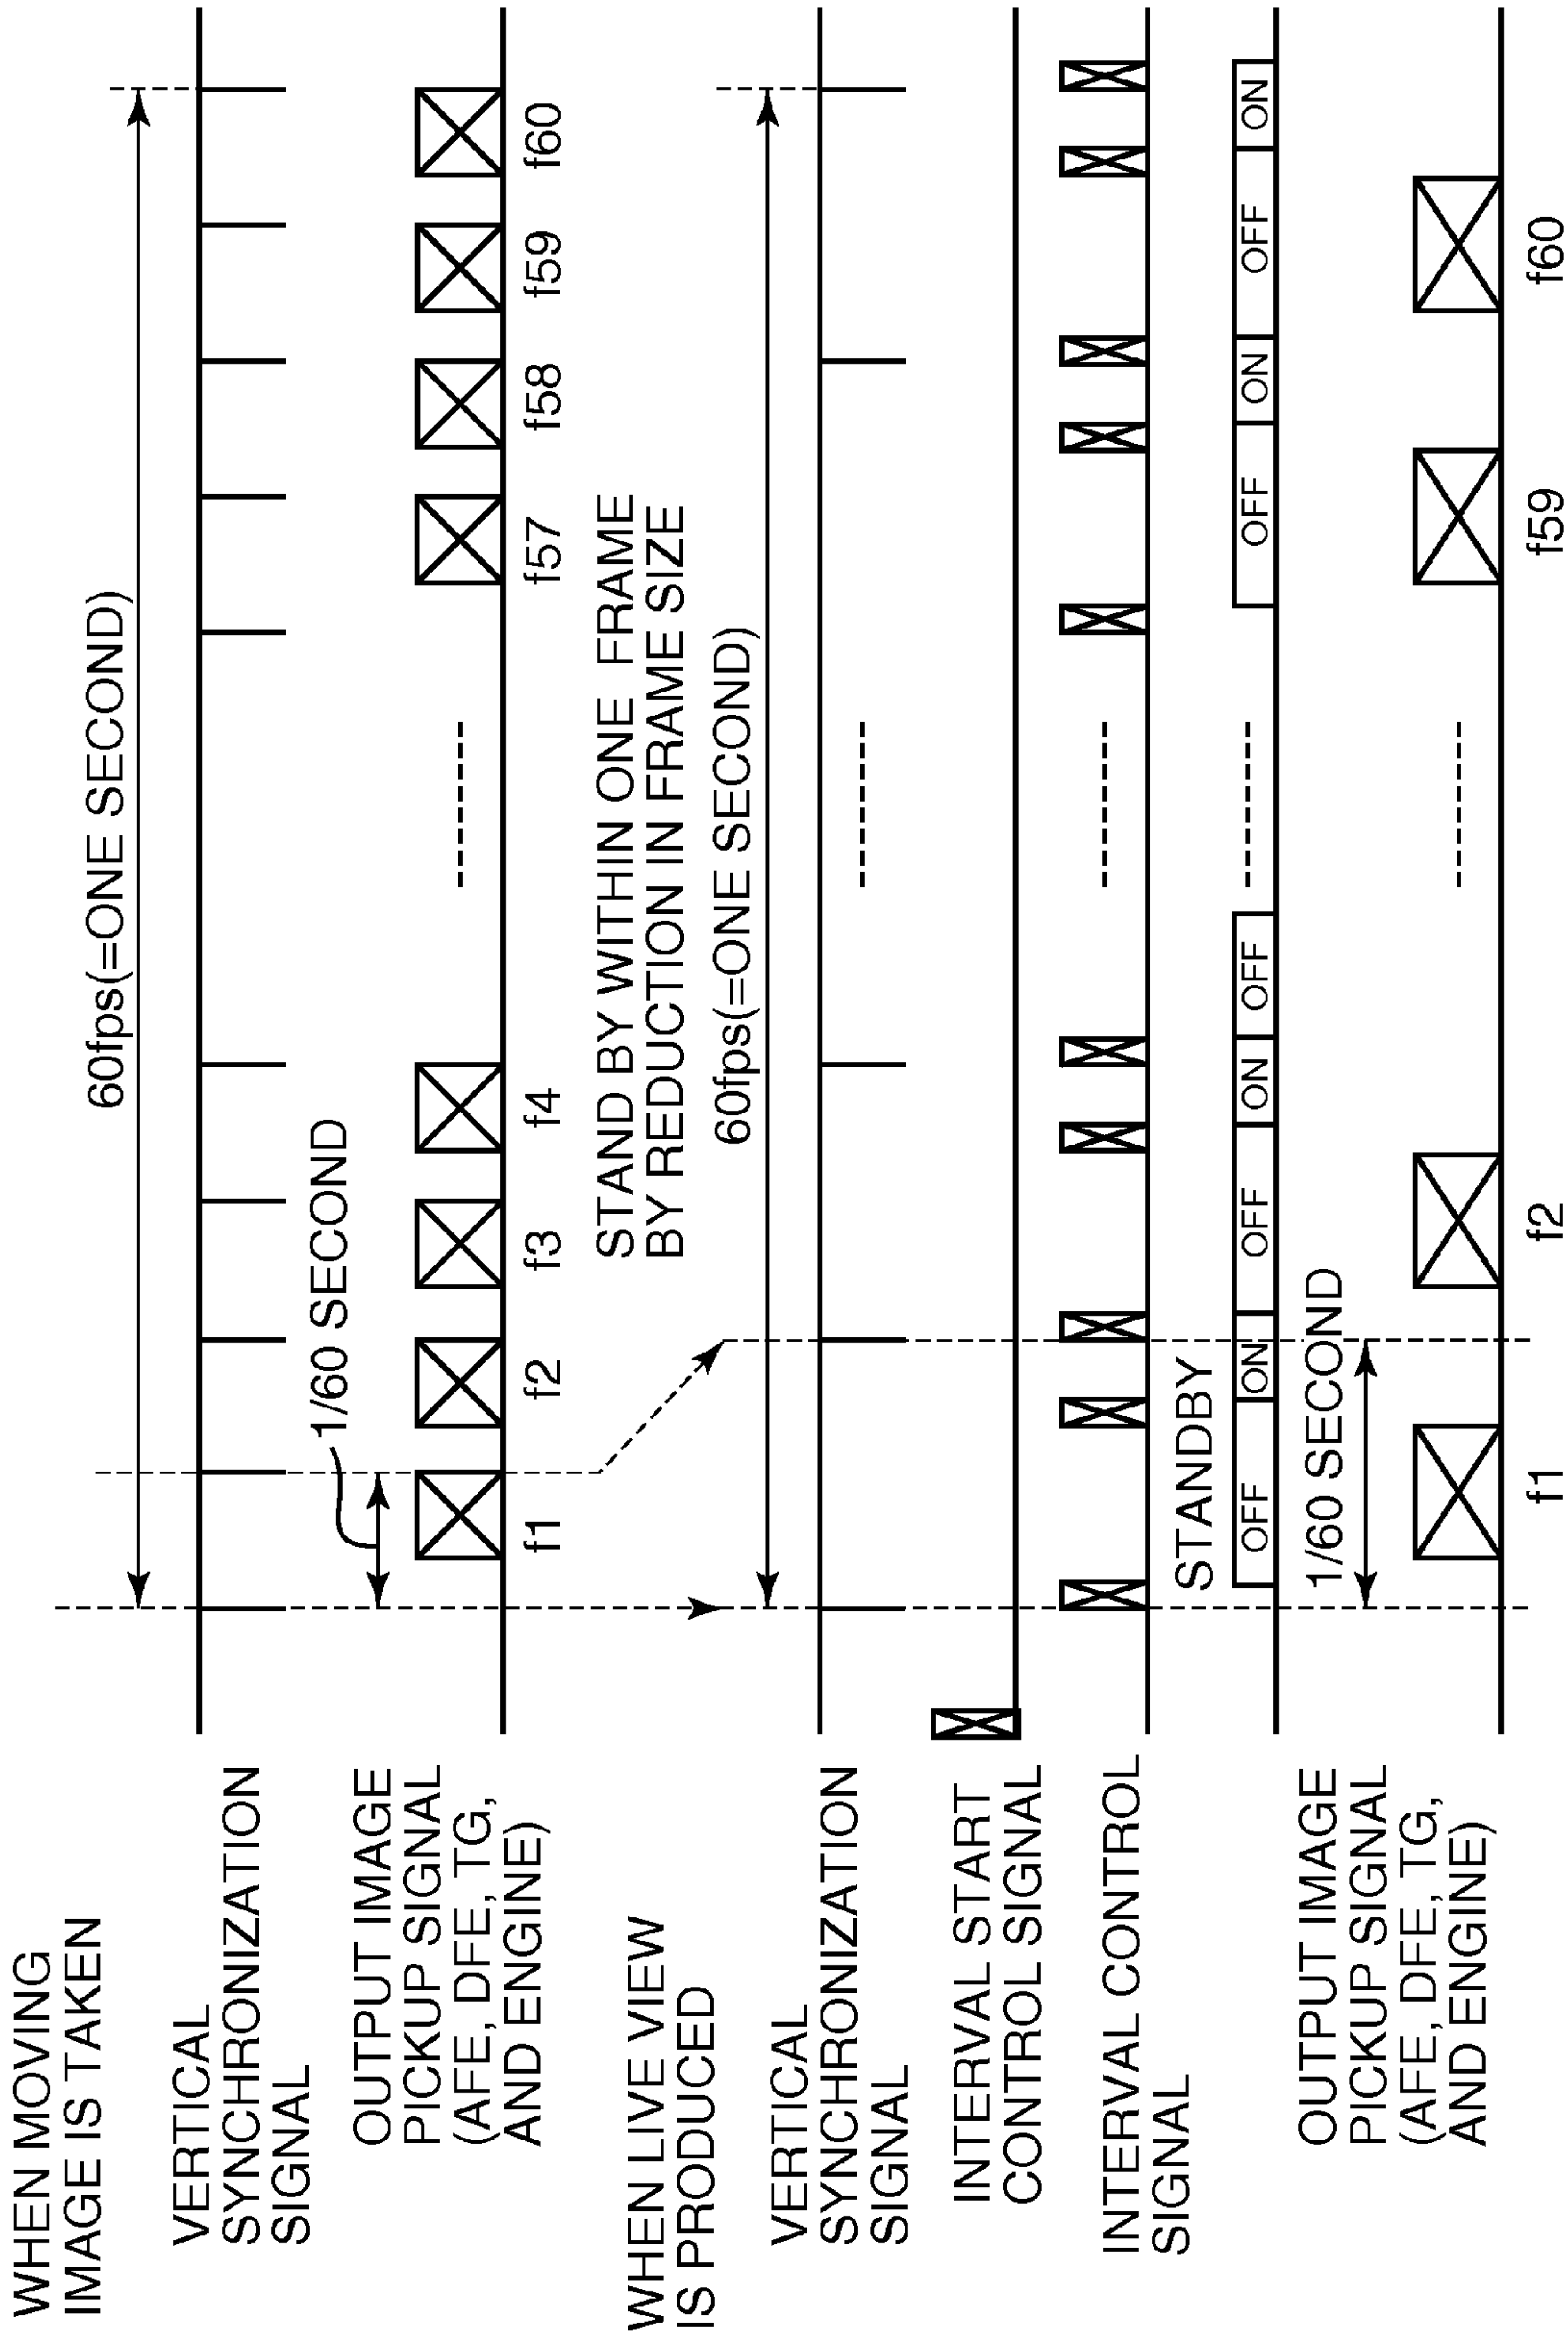 WHEN MOVING
IMAGE IS TAKEN
60fps(=ONE SECOND)
VERTICAL
SYNCHRONIZATION
SIGNAL
1/60 SECOND
OUTPUT IMAGE
PICKUP SIGNAL
(AFE, DFE, TG,
AND ENGINE)
f1 f2 f3 f4 f57 f58 f59 f60
STAND BY WITHIN ONE FRAME
BY REDUCTION IN FRAME SIZE
WHEN LIVE VIEW
IS PRODUCED
60fps(=ONE SECOND)
VERTICAL
SYNCHRONIZATION
SIGNAL
INTERVAL START
CONTROL SIGNAL
INTERVAL CONTROL
SIGNAL
STANDBY
OFF ON OFF ON OFF OFF ON OFF ON
1/60 SECOND
OUTPUT IMAGE
PICKUP SIGNAL
(AFE, DFE, TG,
AND ENGINE)
f1 f2 f59 f60